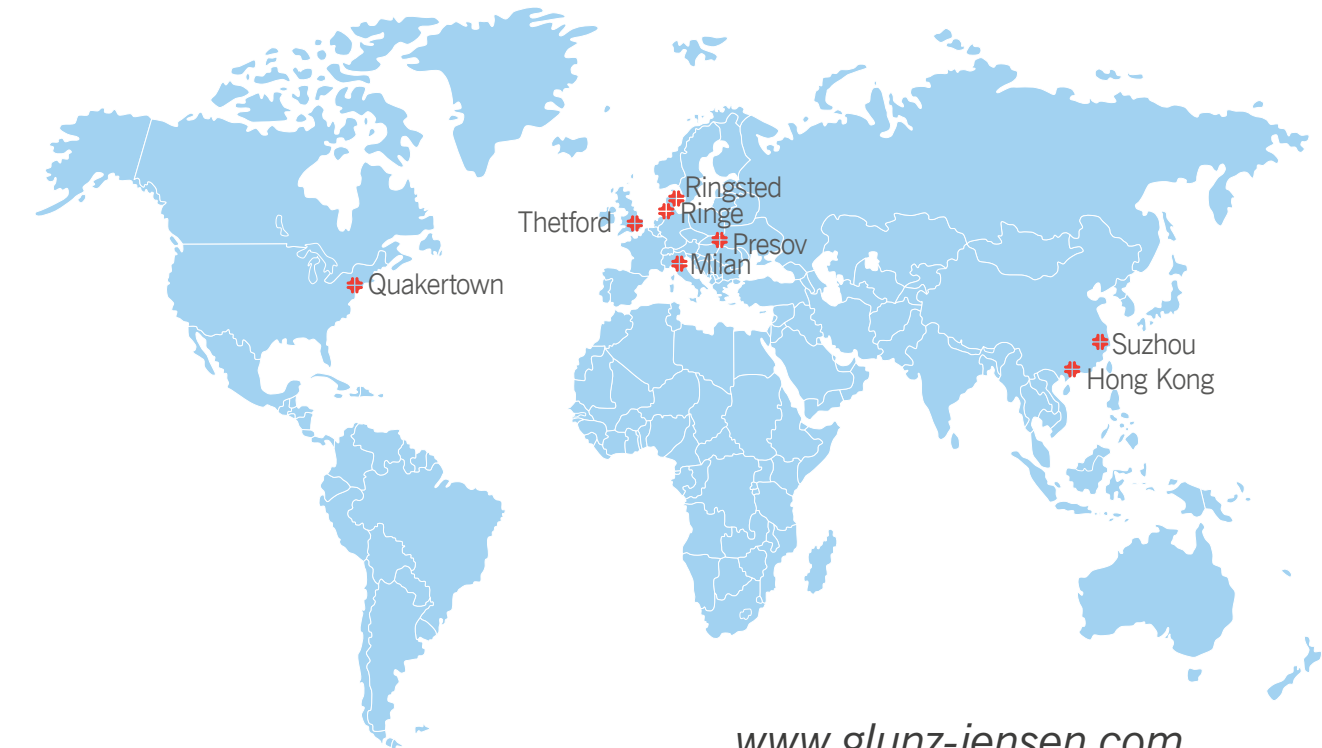 Ringsted
Ringe
Thetford
Presov
Milan
Quakertown
Suzhou
Hong Kong
www.glunz-jensen.com